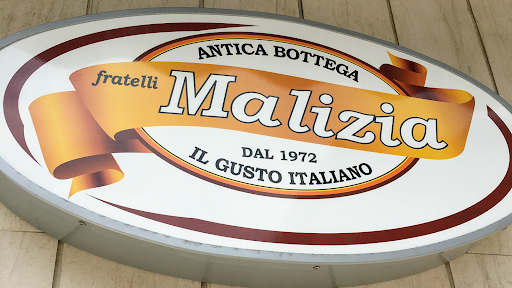 ANTICA BOTTEGA
fratelli
Malizia
DAL 1972
IL GUSTO ITALIANO